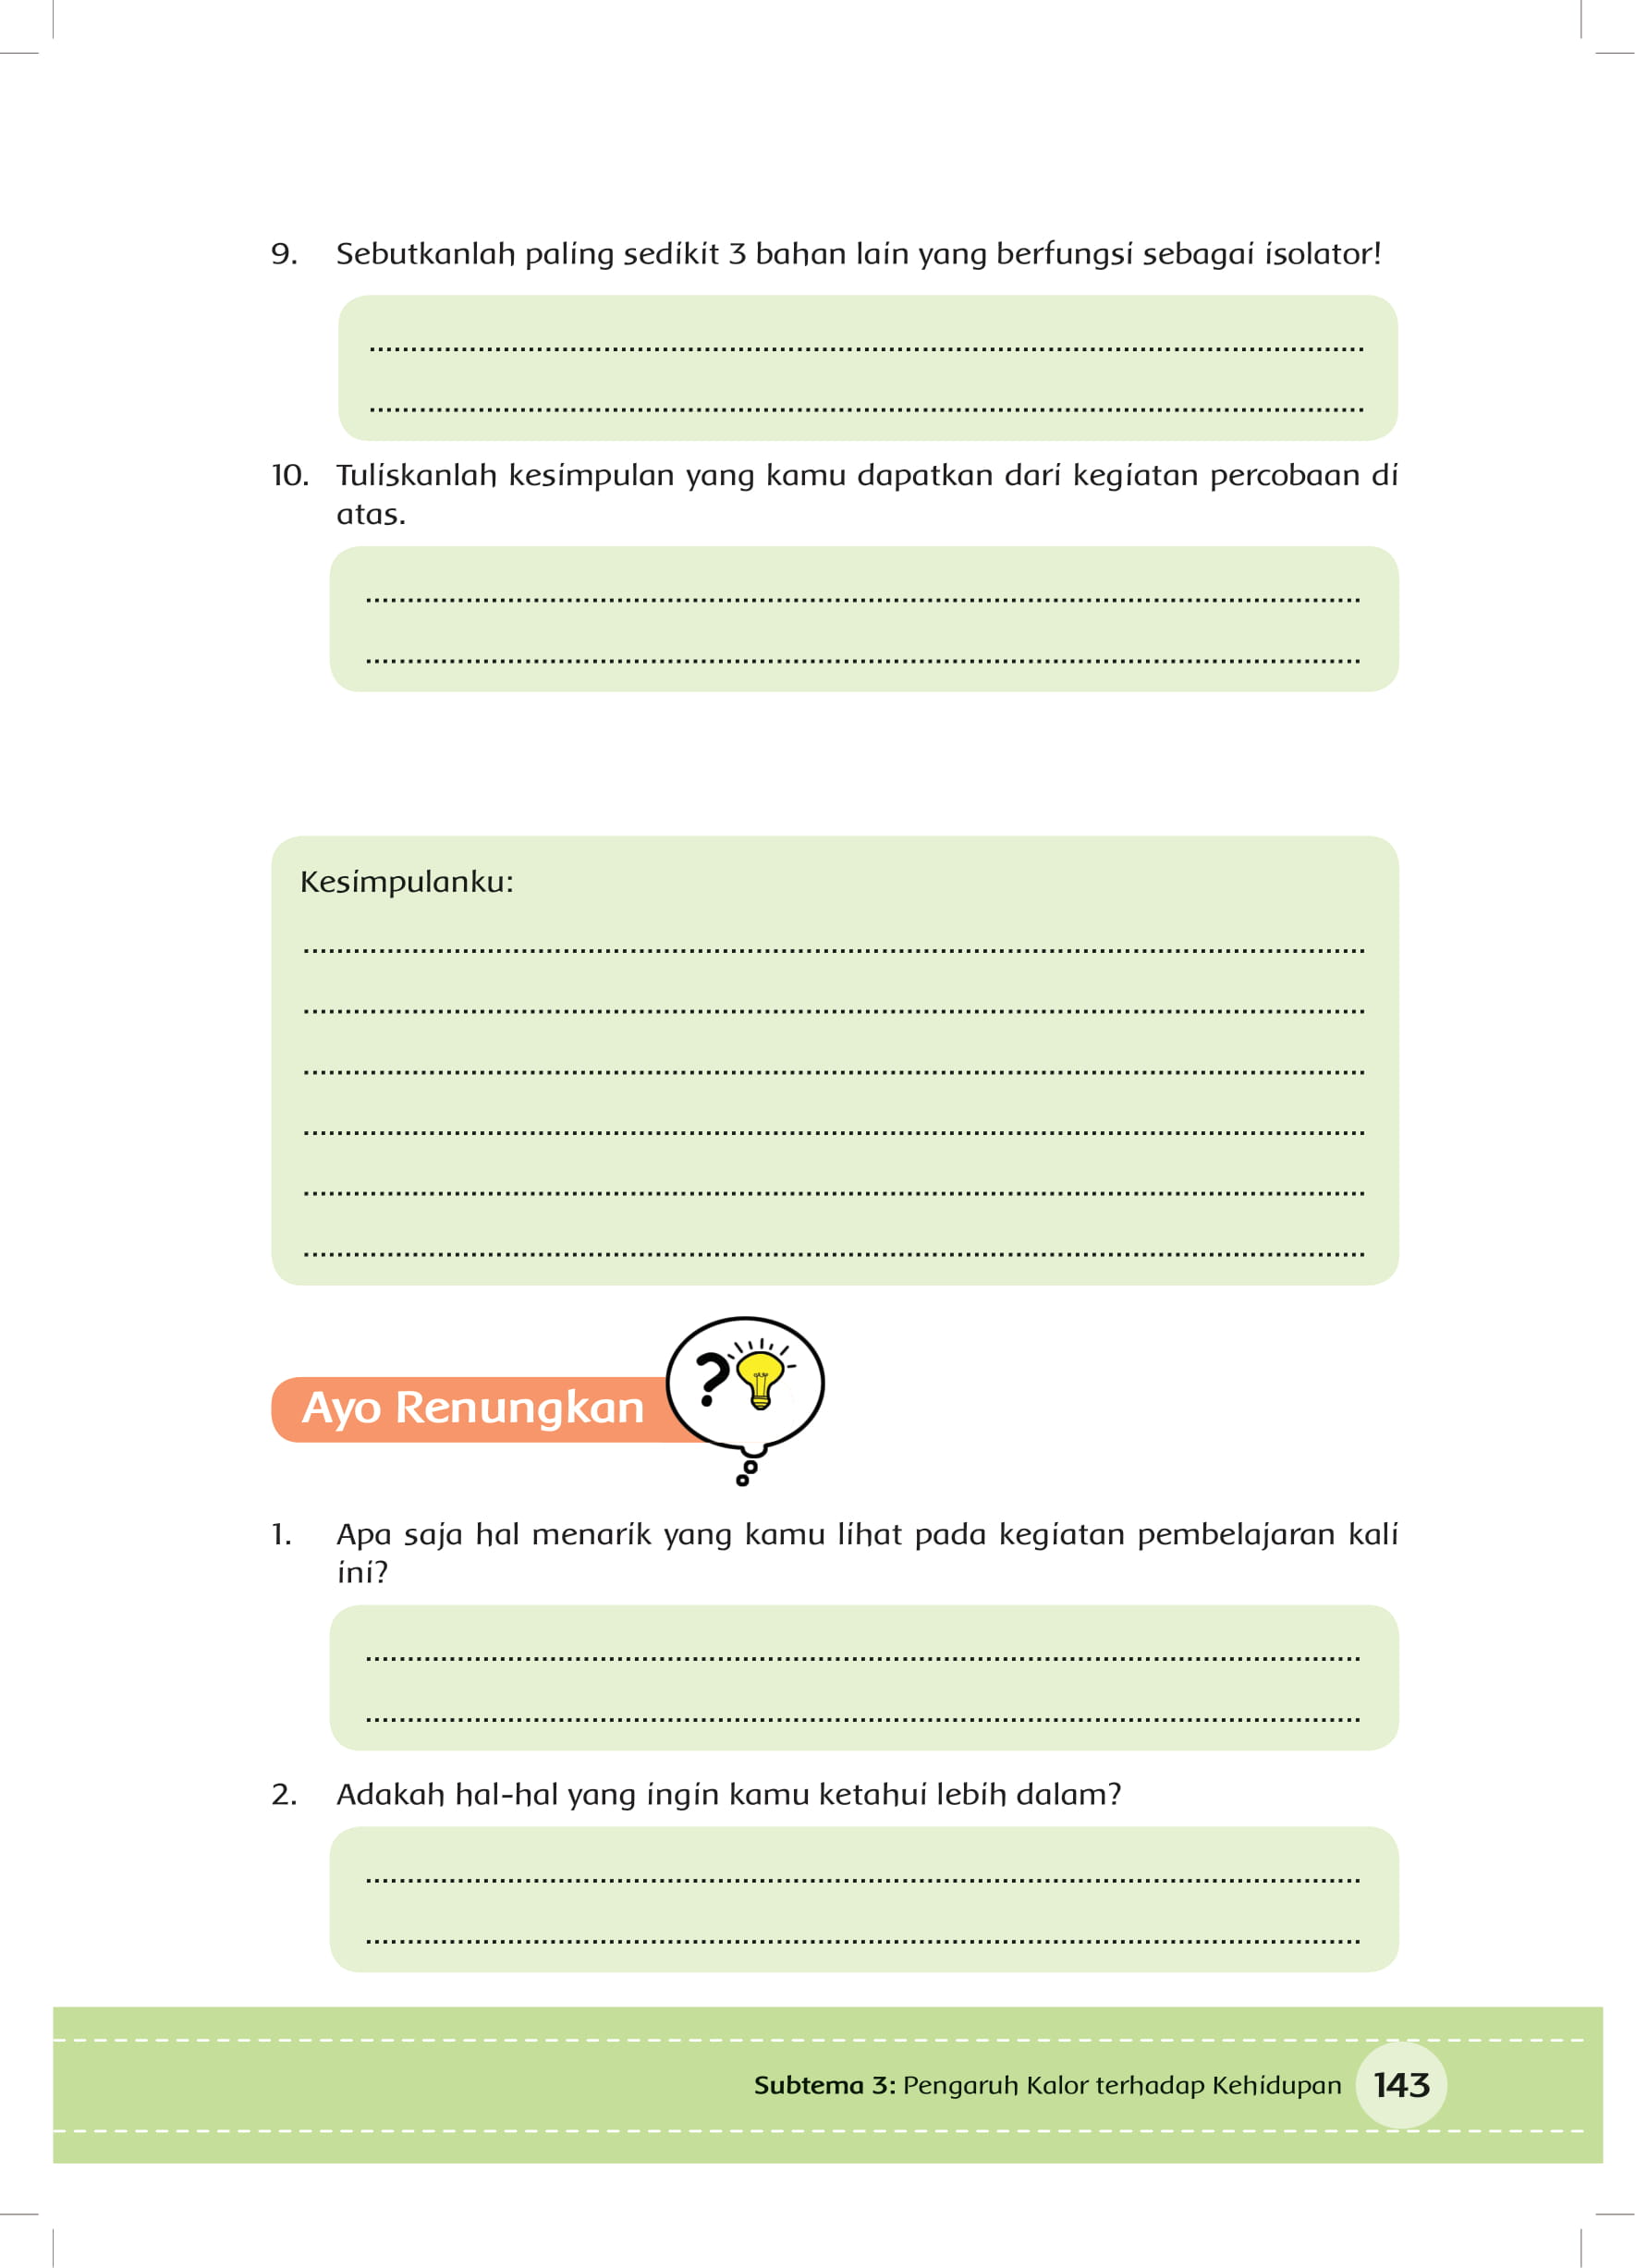 9. Sebutkanlah paling sedikit 3 bahan lain yang berfungsi sebagai isolator!
10. Tuliskanlah kesimpulan yang kamu dapatkan dari kegiatan percobaan di
atas.
Kesimpulanku:
Ayo Renungkan
?
1. Apa saja hal menarik yang kamu lihat pada kegiatan pembelajaran kali
ini?
2. Adakah hal-hal yang ingin kamu ketahui lebih dalam?
Subtema 3: Pengaruh Kalor terhadap Kehidupan 143